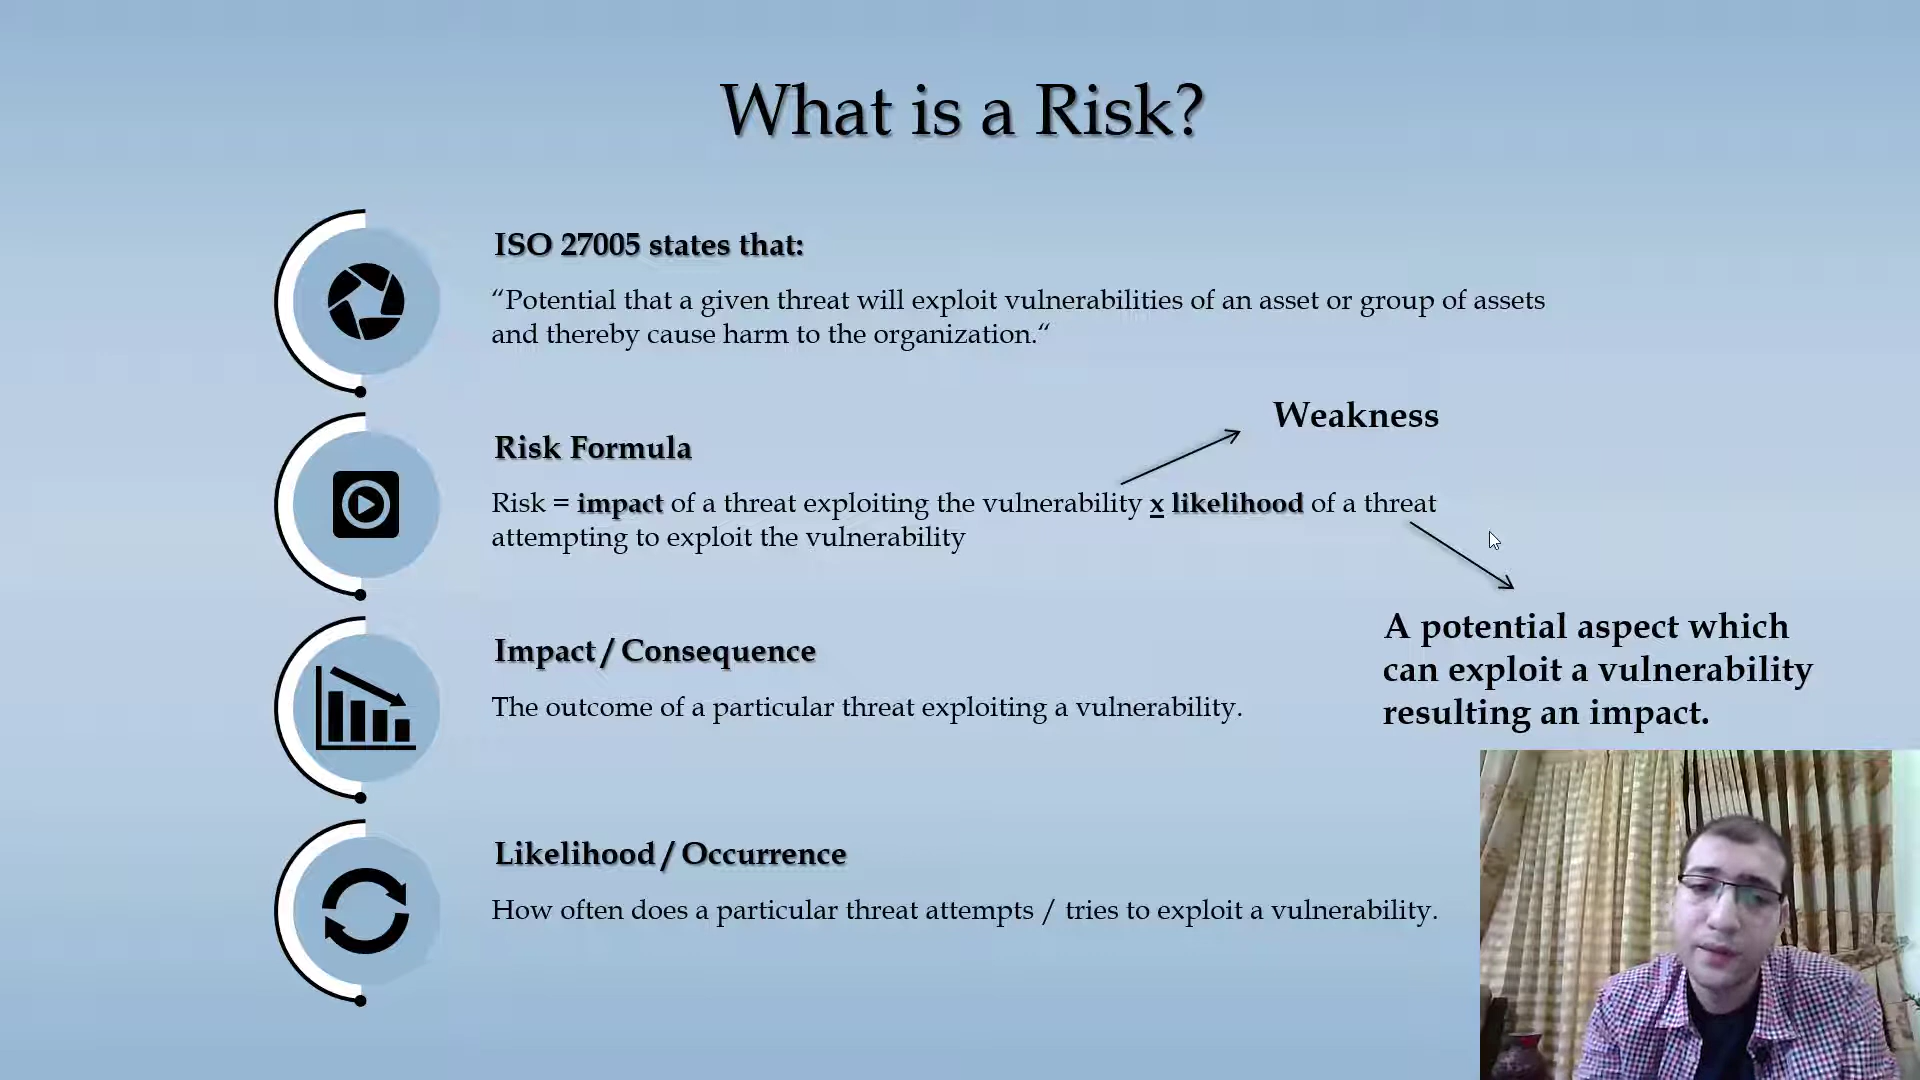 What is a Risk?
ISO 27005 states that:
“Potential that a given threat will exploit vulnerabilities of an asset or group of assets
and thereby cause harm to the organization.“
Weakness
Risk Formula
Risk = impact of a threat exploiting the vulnerability x likelihood of a threat
attempting to exploit the vulnerability
A potential aspect which
can exploit a vulnerability
resulting an impact.
Impact / Consequence
The outcome of a particular threat exploiting a vulnerability.
Likelihood / Occurrence
How often does a particular threat attempts / tries to exploit a vulnerability.